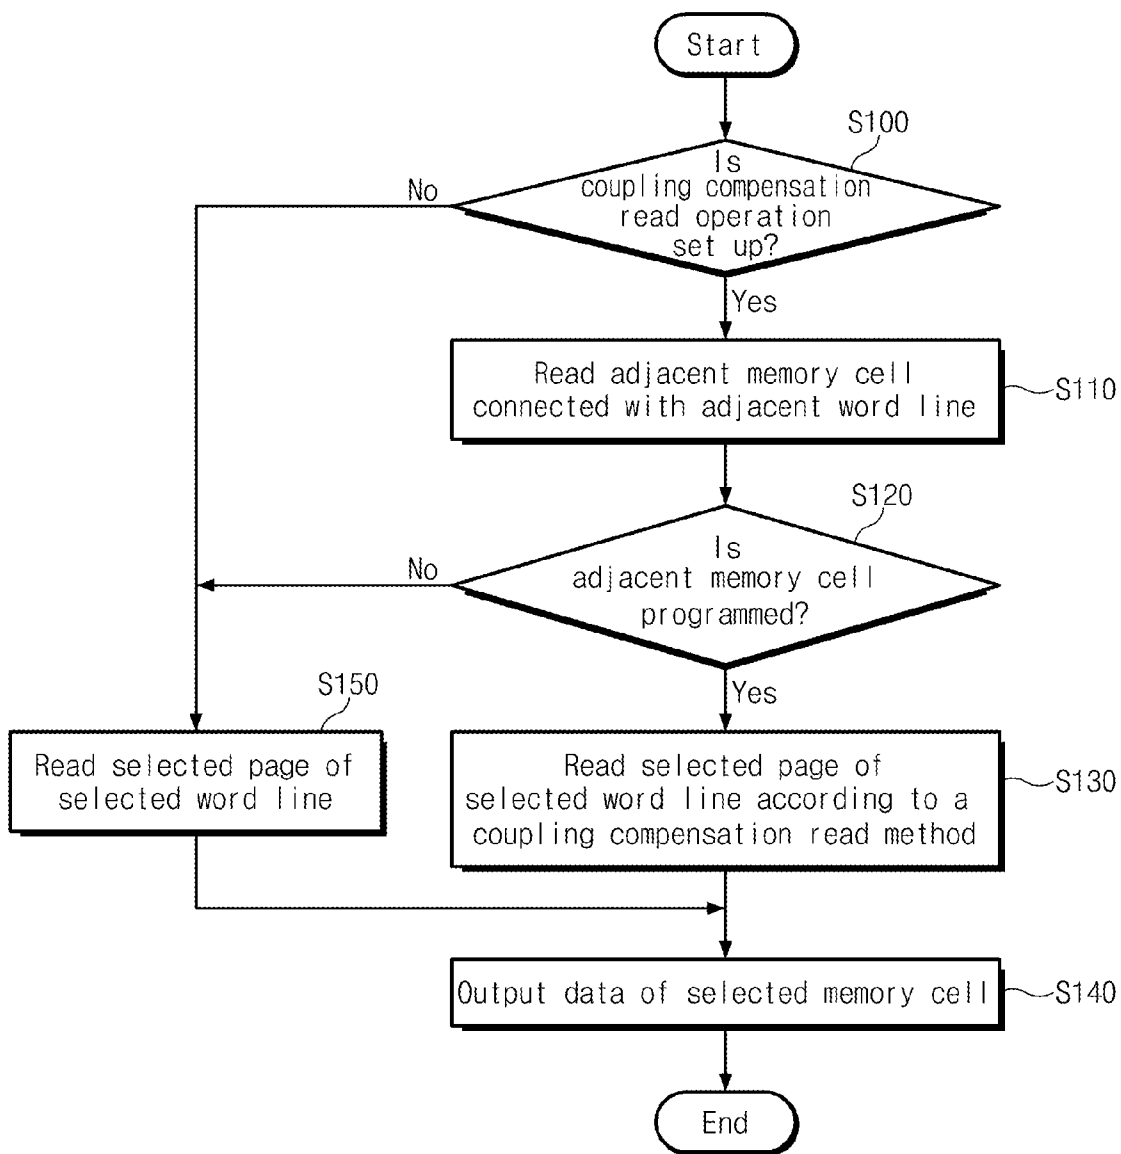 Start
S100
Is
coupling compensation
read operation
set up?
No
Yes
Read adjacent memory cell
connected with adjacent word line
S110
S120
Is
adjacent memory cell
programmed?
No
Yes
S150
Read selected page of
selected word line
Read selected page of
selected word line according to a
coupling compensation read method
S130
Output data of selected memory cell
S140
End